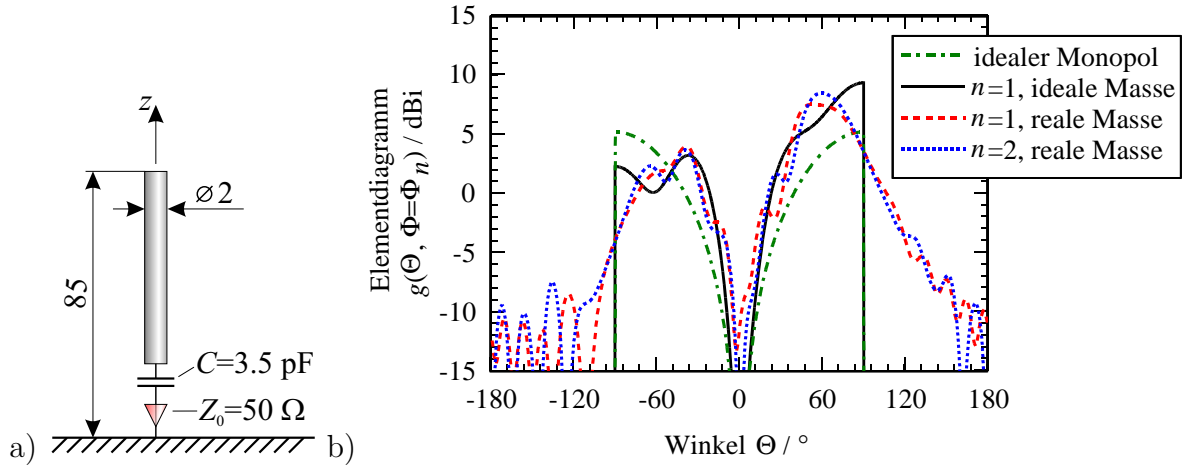 z
⌀2
85
C=3.5 pF
Z₀=50 Ω
a)
b)
Elementdiagramm
g(Θ, Φ=Φₙ) / dBi
15
10
5
0
-5
-10
-15
-180
-120
-60
0
60
120
180
Winkel Θ / °
idealer Monopol
n=1, ideale Masse
n=1, reale Masse
n=2, reale Masse